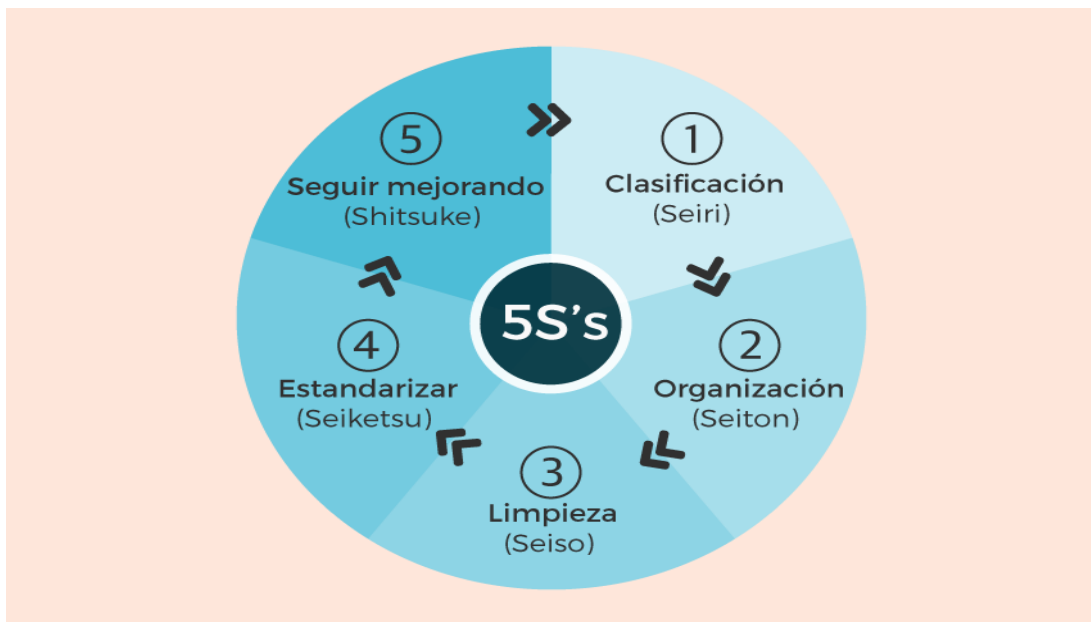 5S's
1
Clasificación
(Seiri)
2
Organización
(Seiton)
3
Limpieza
(Seiso)
4
Estandarizar
(Seiketsu)
5
Seguir mejorando
(Shitsuke)